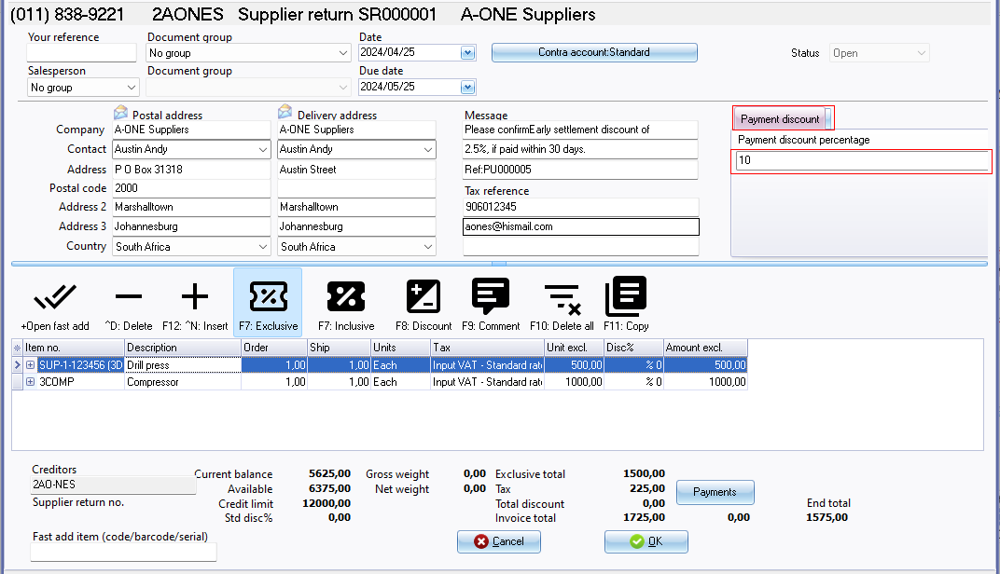 (011) 838-9221 2AONES Supplier return SR000001 A-ONE Suppliers
Your reference Document group Date
No group 2024/04/25 Contra account:Standard Status Open
Salesperson Document group Due date
No group 2024/05/25
Postal address Delivery address Message Payment discount
Company A-ONE Suppliers A-ONE Suppliers Please confirmEarly settlement discount of
Payment discount percentage
Contact Austin Andy Austin Andy 2.5%, if paid within 30 days.
10
Address P O Box 31318 Austin Street Ref:PU000005
Postal code 2000 Tax reference
Address 2 Marshalltown Marshalltown 906012345
Address 3 Johannesburg Johannesburg aones@hismail.com
Country South Africa South Africa
+Open fast add ^D: Delete F12: ^N: Insert F7: Exclusive F7: Inclusive F8: Discount F9: Comment F10: Delete all F11: Copy
Item no. Description Order Ship Units Tax Unit excl. Disc% Amount excl.
SUP-1-123456 (3D Drill press 1,00 1,00 Each Input VAT - Standard rate 500,00 % 0 500,00
3COMP Compressor 1,00 1,00 Each Input VAT - Standard rate 1000,00 % 0 1000,00
Creditors Current balance 5625,00 Gross weight 0,00 Exclusive total 1500,00
2AO-NES Available 6375,00 Net weight 0,00 Tax 225,00 Payments
Supplier return no. Credit limit 12000,00 Total discount 0,00 End total
Std disc% 0,00 Invoice total 1725,00 0,00 1575,00
Fast add item (code/barcode/serial) Cancel OK